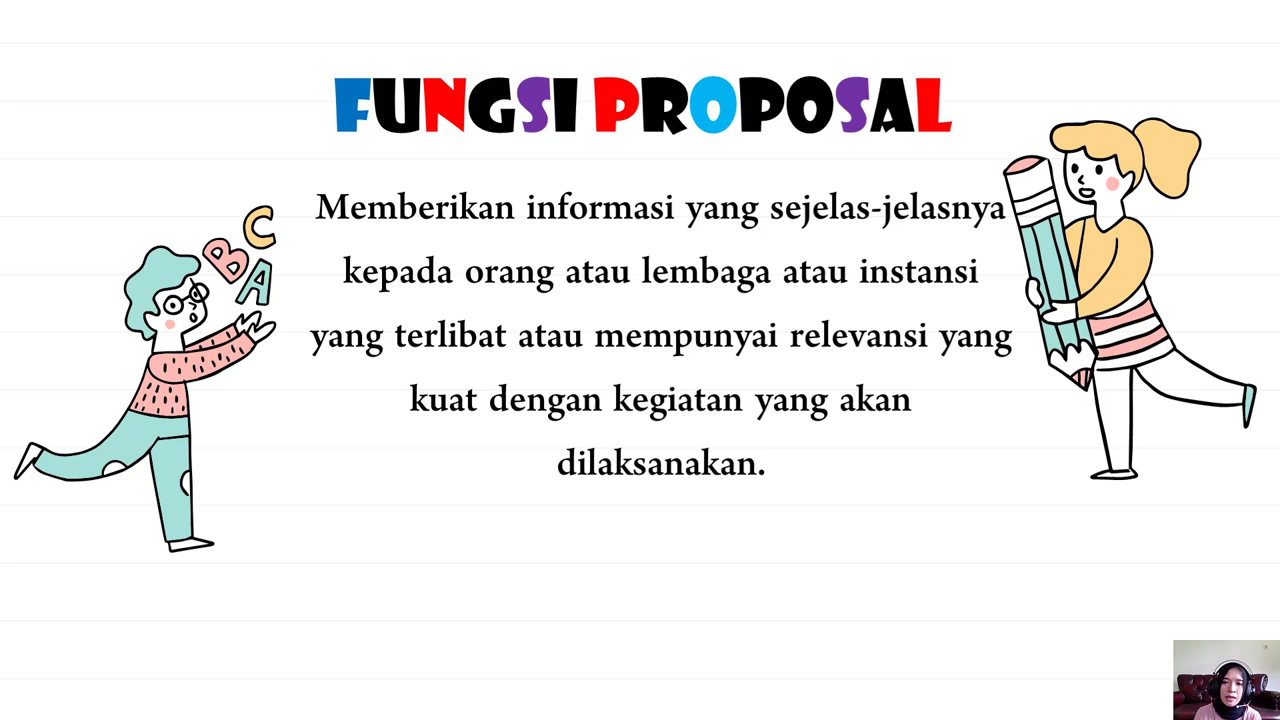 FUNGSI PROPOSAL
Memberikan informasi yang sejelas-jelasnya
kepada orang atau lembaga atau instansi
yang terlibat atau mempunyai relevansi yang
kuat dengan kegiatan yang akan
dilaksanakan.
C
B
A